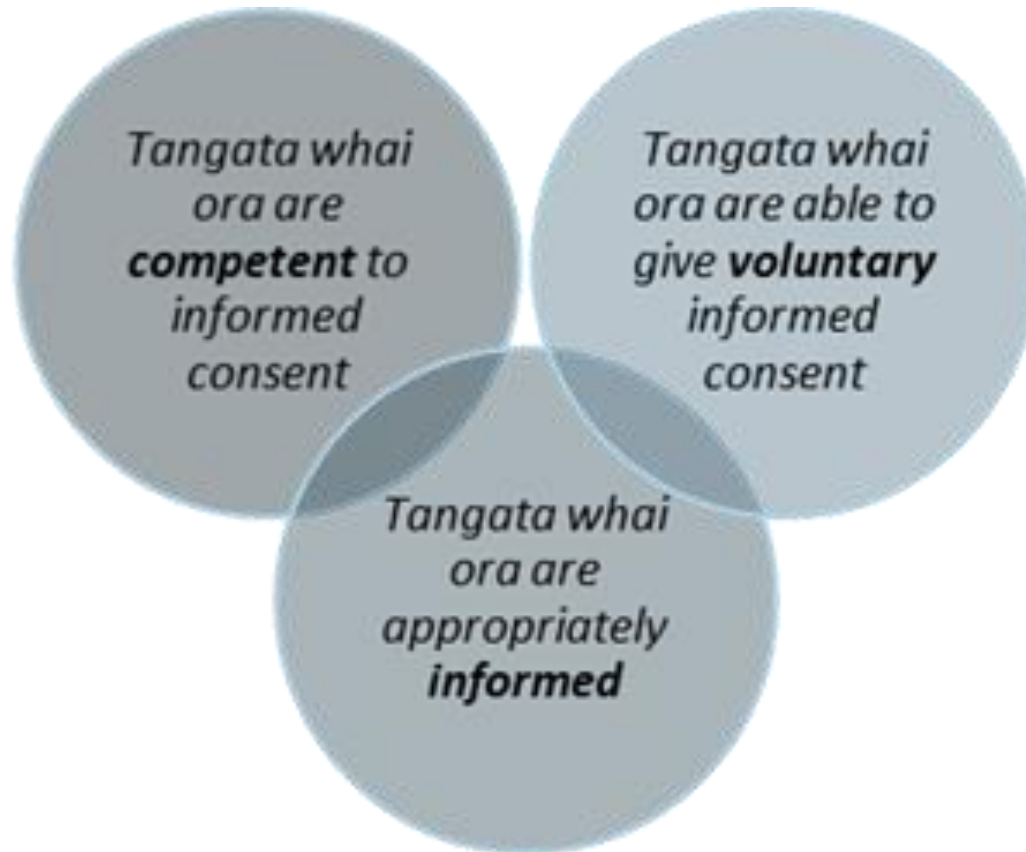 Tangata whai
ora are
competent to
informed
consent
Tangata whai
ora are able to
give voluntary
informed
consent
Tangata whai
ora are
appropriately
informed